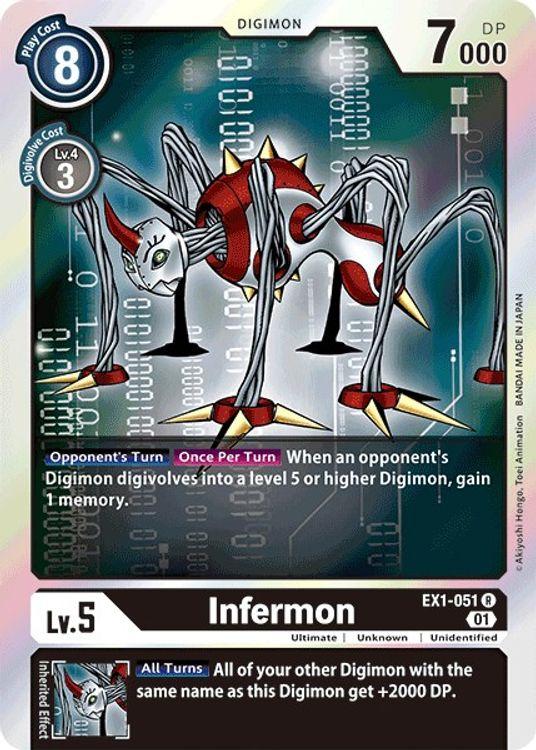 Play Cost
8
DIGIMON
7000
DP
Digivolve Cost
Lv.4
3
Opponent's Turn Once Per Turn When an opponent's
Digimon digivolves into a level 5 or higher Digimon, gain
1 memory.
©Akiyoshi Hongo, Toei Animation BANDAI MADE IN JAPAN
Lv.5
Infermon
EX1-051 R
01
Ultimate | Unknown | Unidentified
Inherited Effect
All Turns All of your other Digimon with the
same name as this Digimon get +2000 DP.